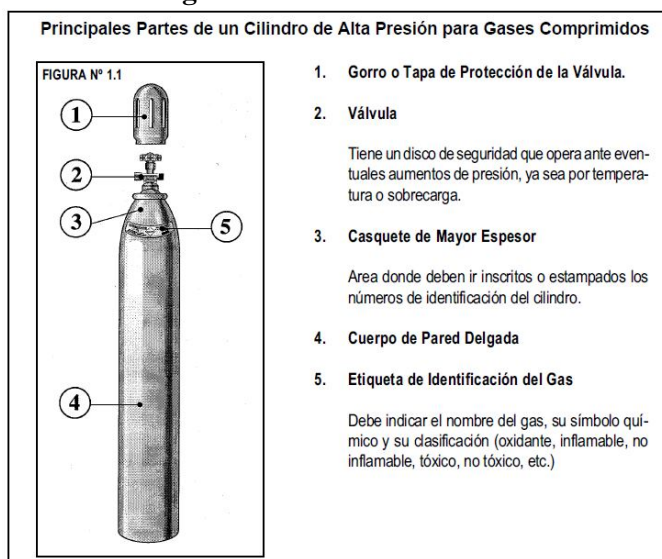 Principales Partes de un Cilindro de Alta Presión para Gases Comprimidos
FIGURA Nº 1.1
1
2
3
5
4
1. Gorro o Tapa de Protección de la Válvula.
2. Válvula
Tiene un disco de seguridad que opera ante even-
tuales aumentos de presión, ya sea por tempera-
tura o sobrecarga.
3. Casquete de Mayor Espesor
Area donde deben ir inscritos o estampados los
números de identificación del cilindro.
4. Cuerpo de Pared Delgada
5. Etiqueta de Identificación del Gas
Debe indicar el nombre del gas, su símbolo quí-
mico y su clasificación (oxidante, inflamable, no
inflamable, tóxico, no tóxico, etc.)